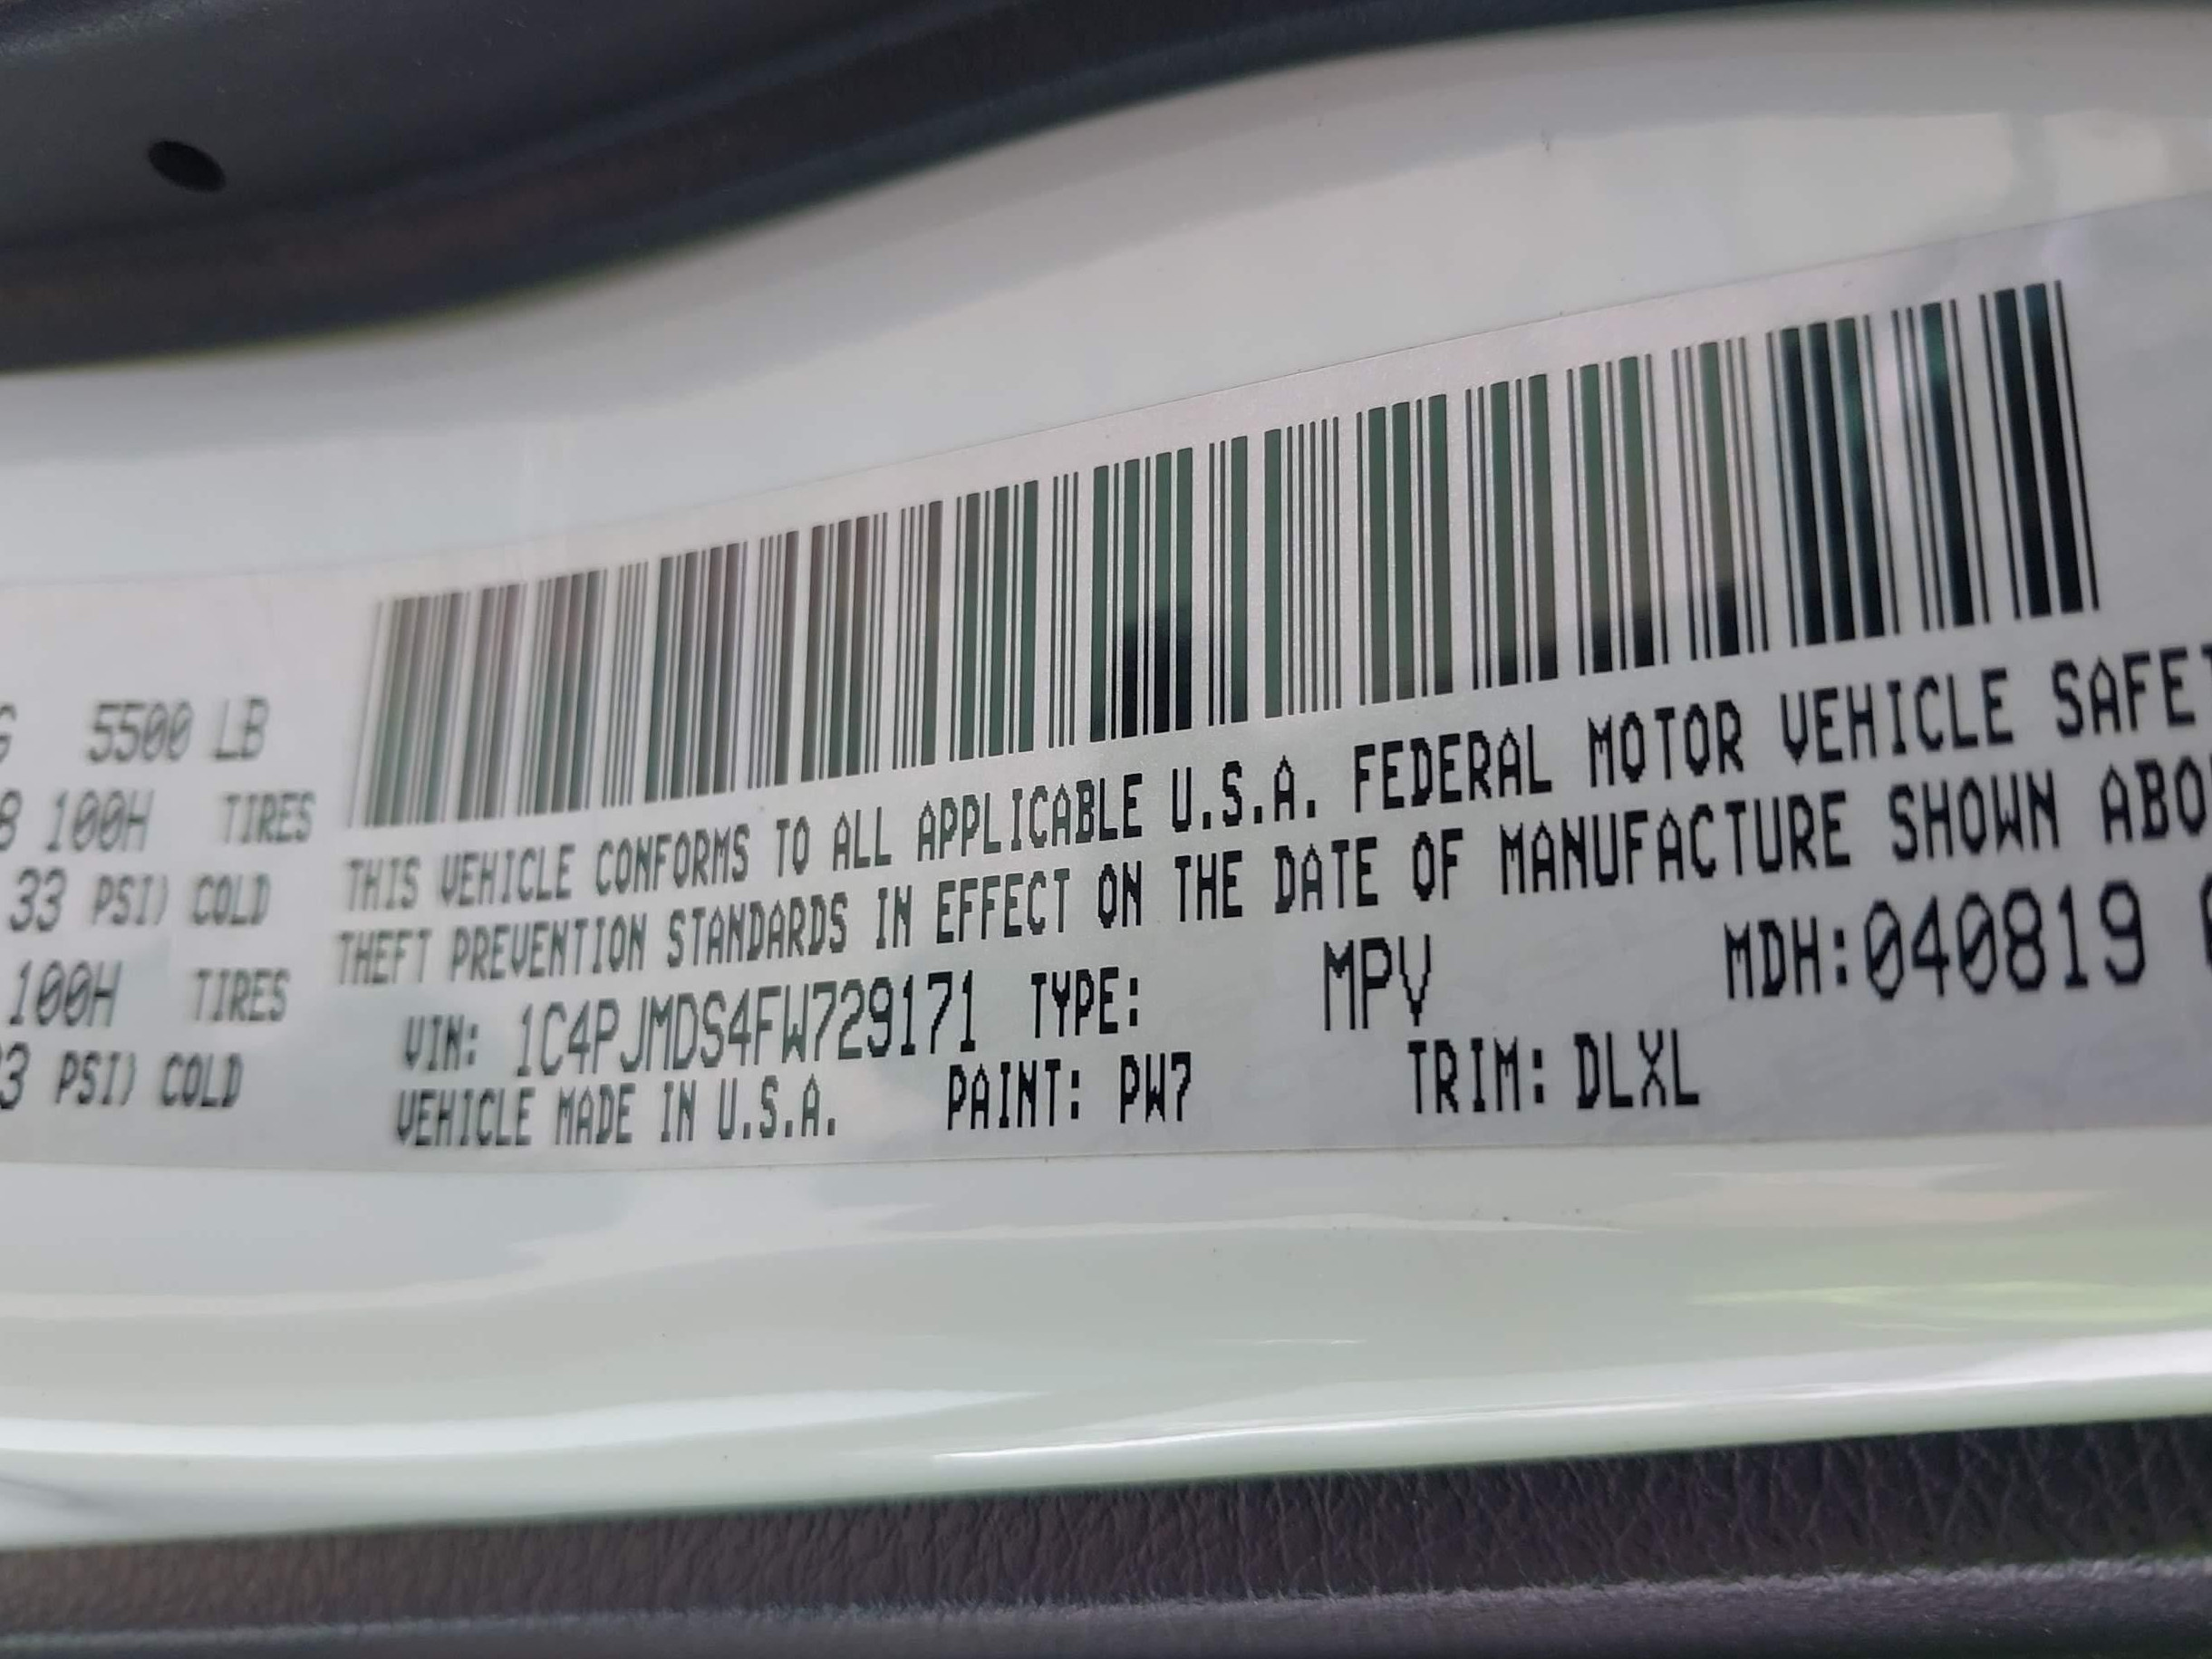 5500 LB
100H TIRES
33 PSI) COLD
100H TIRES
PSI) COLD
THIS VEHICLE CONFORMS TO ALL APPLICABLE U.S.A. FEDERAL MOTOR VEHICLE SAFET
THEFT PREVENTION STANDARDS IN EFFECT ON THE DATE OF MANUFACTURE SHOWN ABO
VIN: 1C4PJMDS4FW729171 TYPE: MPV MDH:040819
VEHICLE MADE IN U.S.A. PAINT: PW7 TRIM: DLXL